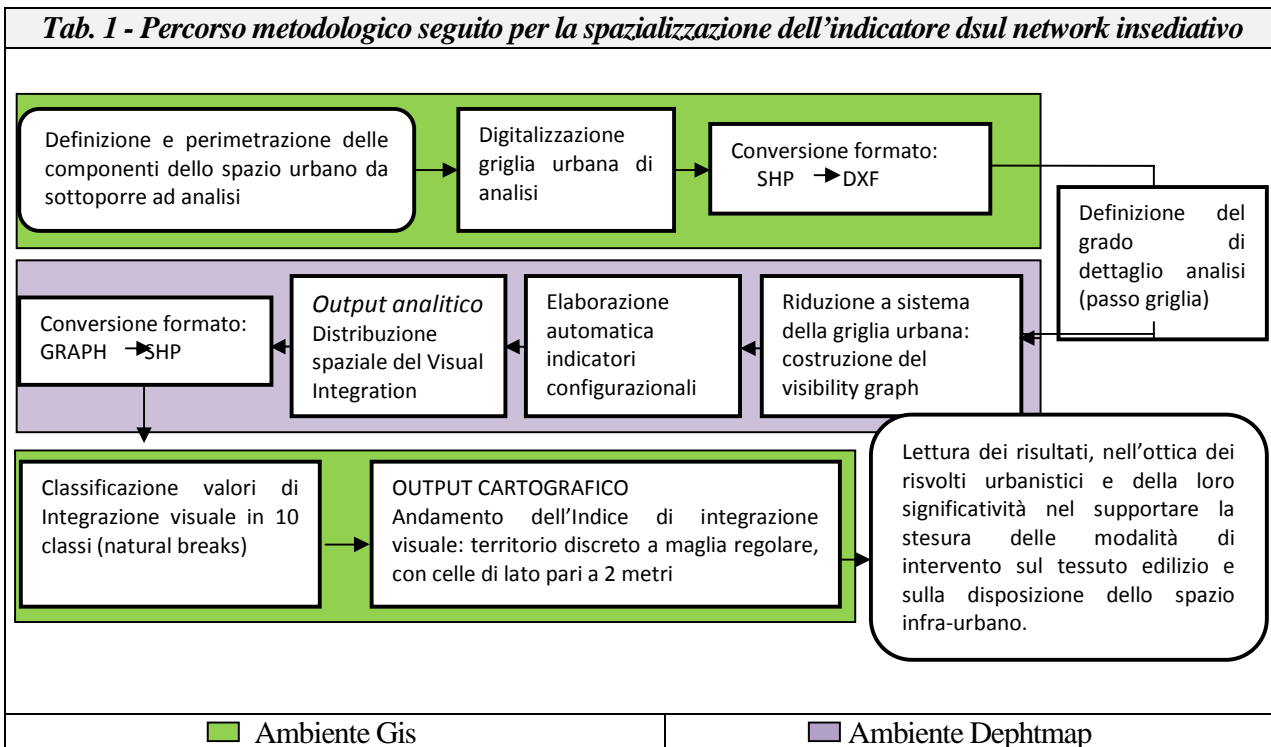 Tab. 1 - Percorso metodologico seguito per la spazializzazione dell'indicatore dsul network insediativo
Definizione e perimetrazione delle
componenti dello spazio urbano da
sottoporre ad analisi
Digitalizzazione
griglia urbana di
analisi
Conversione formato:
SHP DXF
Definizione del
grado di
dettaglio analisi
(passo griglia)
Riduzione a sistema
della griglia urbana:
costruzione del
visibility graph
Elaborazione
automatica
indicatori
configurazionali
Output analitico
Distribuzione
spaziale del Visual
Integration
Conversione formato:
GRAPH SHP
Classificazione valori di
Integrazione visuale in 10
classi (natural breaks)
OUTPUT CARTOGRAFICO
Andamento dell'Indice di integrazione
visuale: territorio discreto a maglia regolare,
con celle di lato pari a 2 metri
Lettura dei risultati, nell'ottica dei
risvolti urbanistici e della loro
significatività nel supportare la
stesura delle modalità di
intervento sul tessuto edilizio e
sulla disposizione dello spazio
infra-urbano.
Ambiente Gis
Ambiente Dephtmap